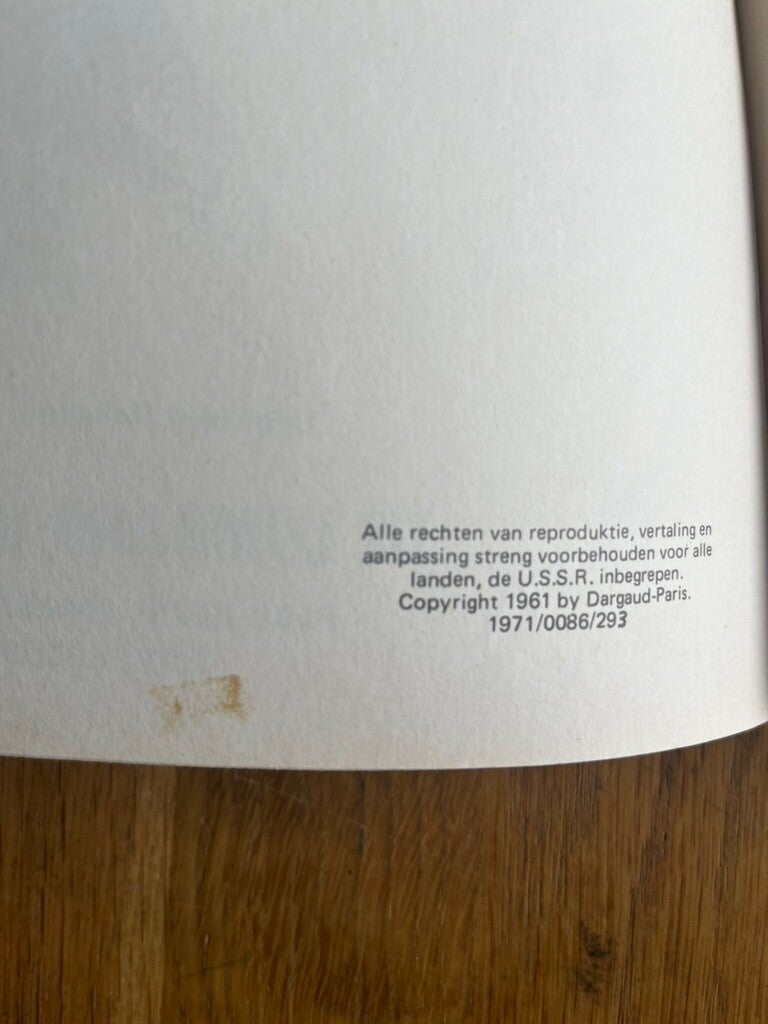 Alle rechten van reproduktie, vertaling en
aanpassing streng voorbehouden voor alle
landen, de U.S.S.R. inbegrepen.
Copyright 1961 by Dargaud-Paris.
1971/0086/293